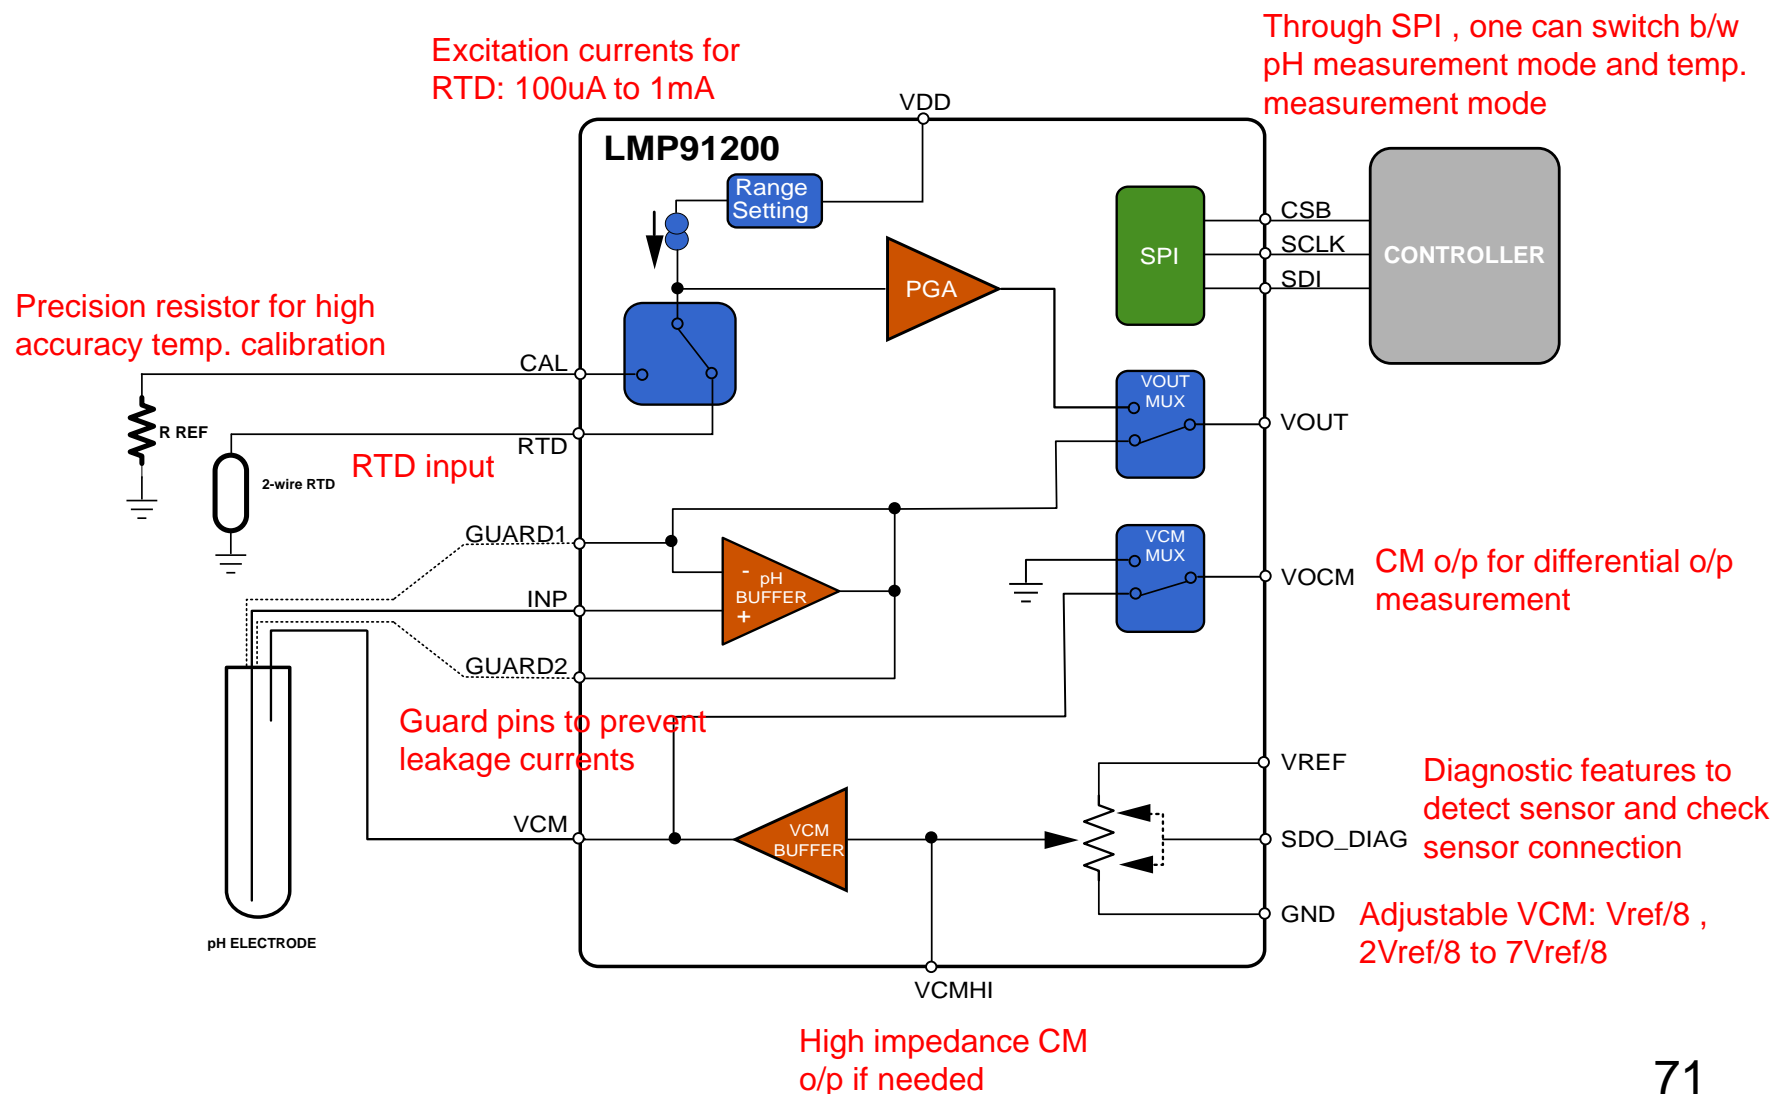 Excitation currents for
RTD: 100uA to 1mA
Through SPI , one can switch b/w
pH measurement mode and temp.
measurement mode
VDD
LMP91200
Range
Setting
SPI
CSB
SCLK
SDI
CONTROLLER
PGA
Precision resistor for high
accuracy temp. calibration
CAL
R REF
RTD
RTD input
2-wire RTD
VOUT
MUX
VOUT
GUARD1
- pH
BUFFER
+
INP
GUARD2
VCM
MUX
VOCM
CM o/p for differential o/p
measurement
Guard pins to prevent
leakage currents
VCM
VCM
BUFFER
VREF
SDO_DIAG
GND
Diagnostic features to
detect sensor and check
sensor connection
Adjustable VCM: Vref/8 ,
2Vref/8 to 7Vref/8
pH ELECTRODE
VCMHI
High impedance CM
o/p if needed
71